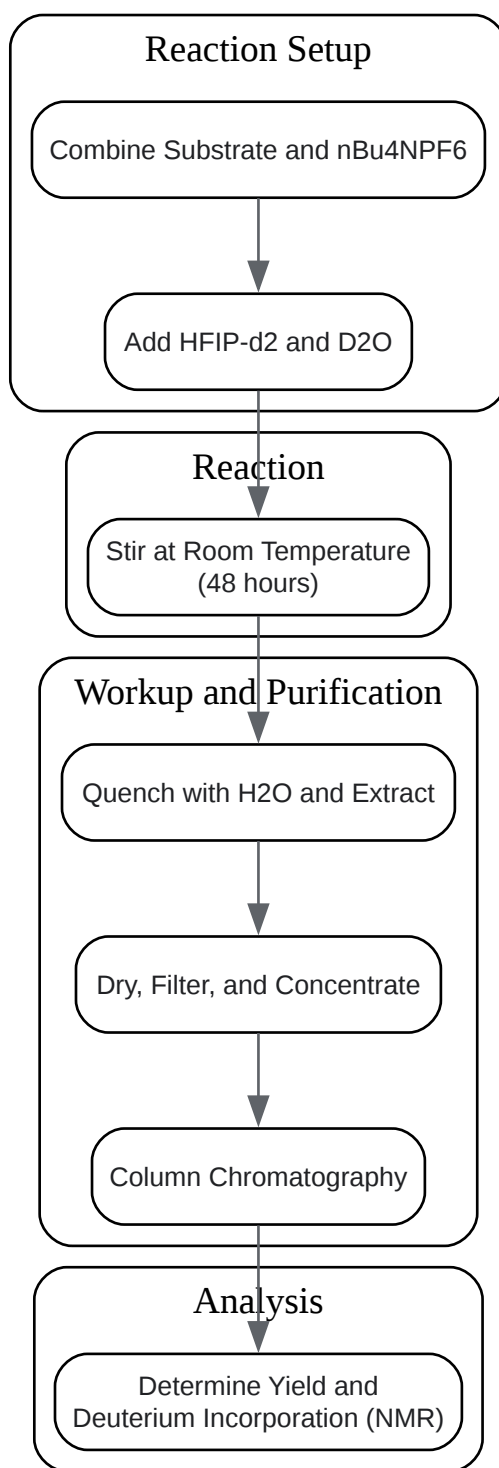 Reaction Setup
Combine Substrate and nBu4NPF6
Add HFIP-d2 and D2O
Reaction
Stir at Room Temperature
(48 hours)
Workup and Purification
Quench with H2O and Extract
Dry, Filter, and Concentrate
Column Chromatography
Analysis
Determine Yield and
Deuterium Incorporation (NMR)